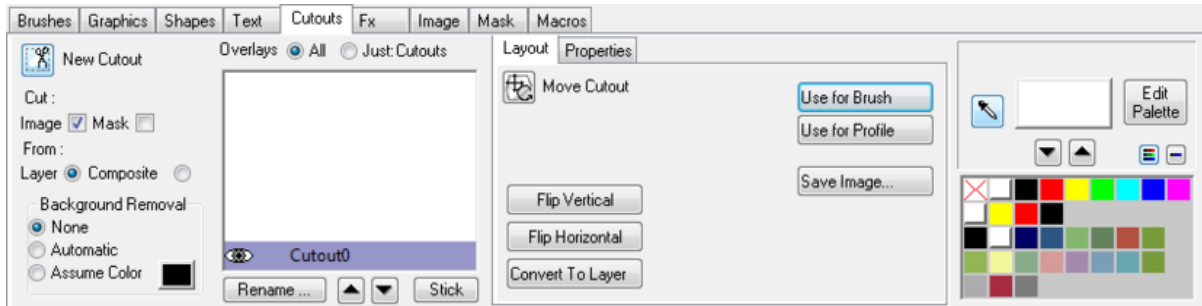 Brushes Graphics Shapes Text Cutouts Fx Image Mask Macros
New Cutout
Cut :
Image Mask
From :
Layer Composite
Background Removal
None
Automatic
Assume Color
Overlays All Just: Cutouts
Cutout0
Rename ... Stick
Layout Properties
Move Cutout
Flip Vertical
Flip Horizontal
Convert To Layer
Use for Brush
Use for Profile
Save Image...
Edit
Palette